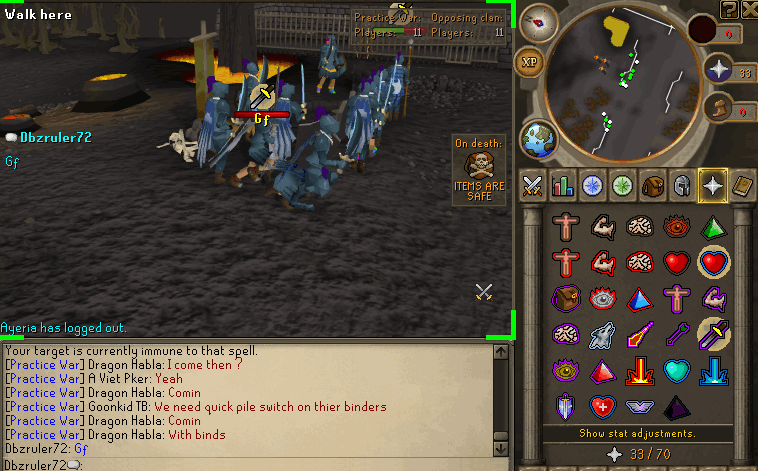 Walk here
Practice War: Opposing clan:
Players: 11 Players: 11
0
XP
33
Gf
Dbzruler72
Gf
On death:
ITEMS ARE
SAFE
0
Ayeria has logged out.
Your target is currently immune to that spell.
[Practice War] Dragon Habla: I come then ?
[Practice War] A Viet Pker: Yeah
[Practice War] Dragon Habla: Comin
[Practice War] Goonkid TB: We need quick pile switch on thier binders
[Practice War] Dragon Habla: Comin
[Practice War] Dragon Habla: With binds
Dbzruler72: Gf
Dbzruler72:
Show stat adjustments.
33 / 70